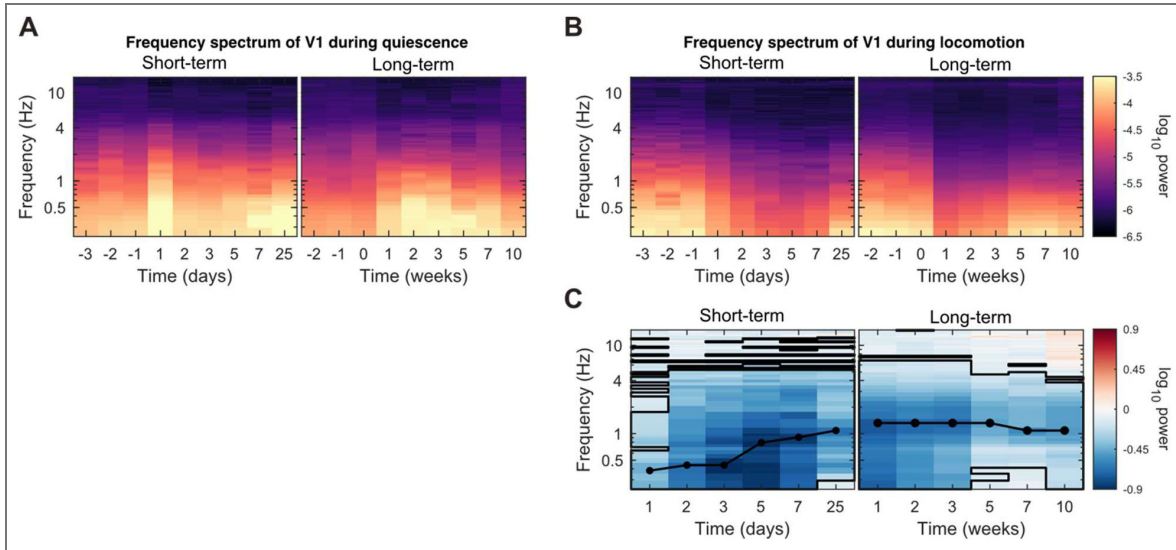 A
Frequency spectrum of V1 during quiescence
Short-term
Long-term
Frequency (Hz)
10
4
1
0.5
-3 -2 -1 1 2 3 5 7 25
Time (days)
-2 -1 0 1 2 3 5 7 10
Time (weeks)
B
Frequency spectrum of V1 during locomotion
Short-term
Long-term
Frequency (Hz)
10
4
1
0.5
-3 -2 -1 1 2 3 5 7 25
Time (days)
-2 -1 0 1 2 3 5 7 10
Time (weeks)
-3.5
-4
-4.5
-5
-5.5
-6
-6.5
log10 power
C
Short-term
Long-term
Frequency (Hz)
10
4
1
0.5
1 2 3 5 7 25
Time (days)
1 2 3 5 7 10
Time (weeks)
0.9
0.45
0
-0.45
-0.9
log10 power